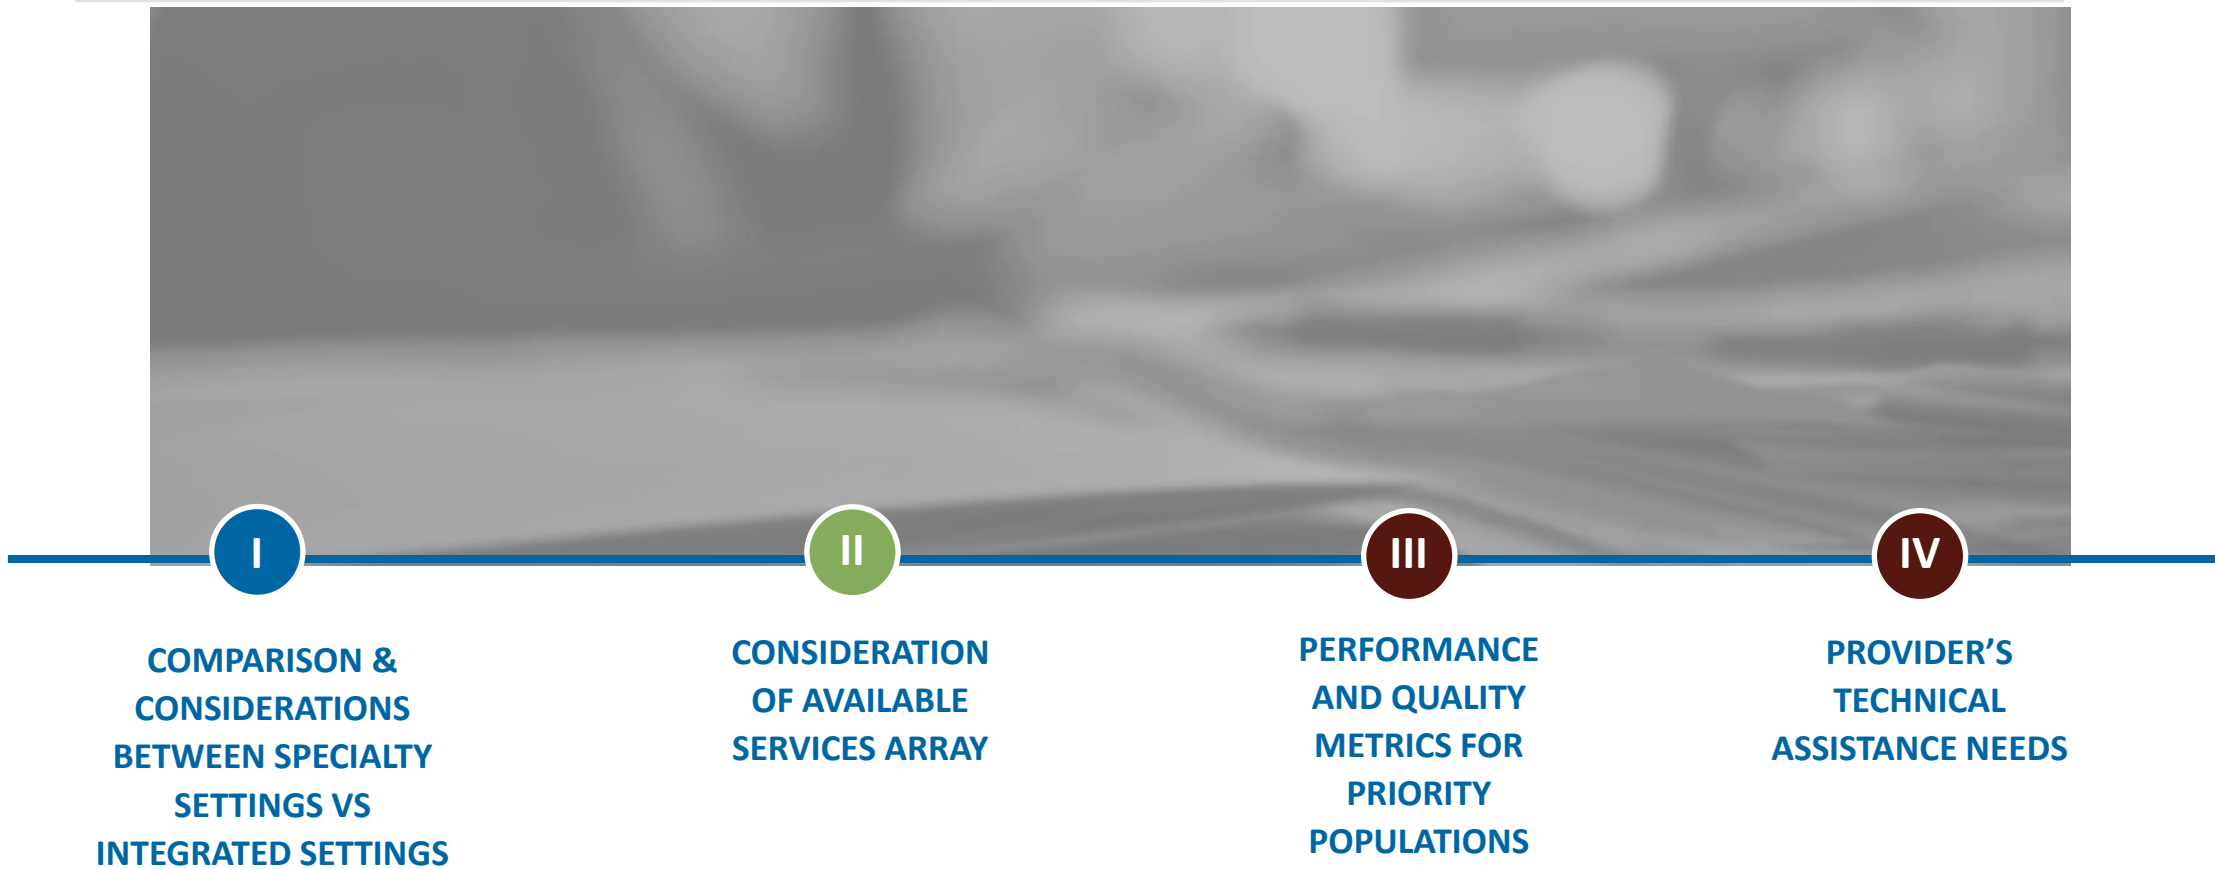 I
II
III
IV
COMPARISON &
CONSIDERATIONS
BETWEEN SPECIALTY
SETTINGS VS
INTEGRATED SETTINGS
CONSIDERATION
OF AVAILABLE
SERVICES ARRAY
PERFORMANCE
AND QUALITY
METRICS FOR
PRIORITY
POPULATIONS
PROVIDER’S
TECHNICAL
ASSISTANCE NEEDS